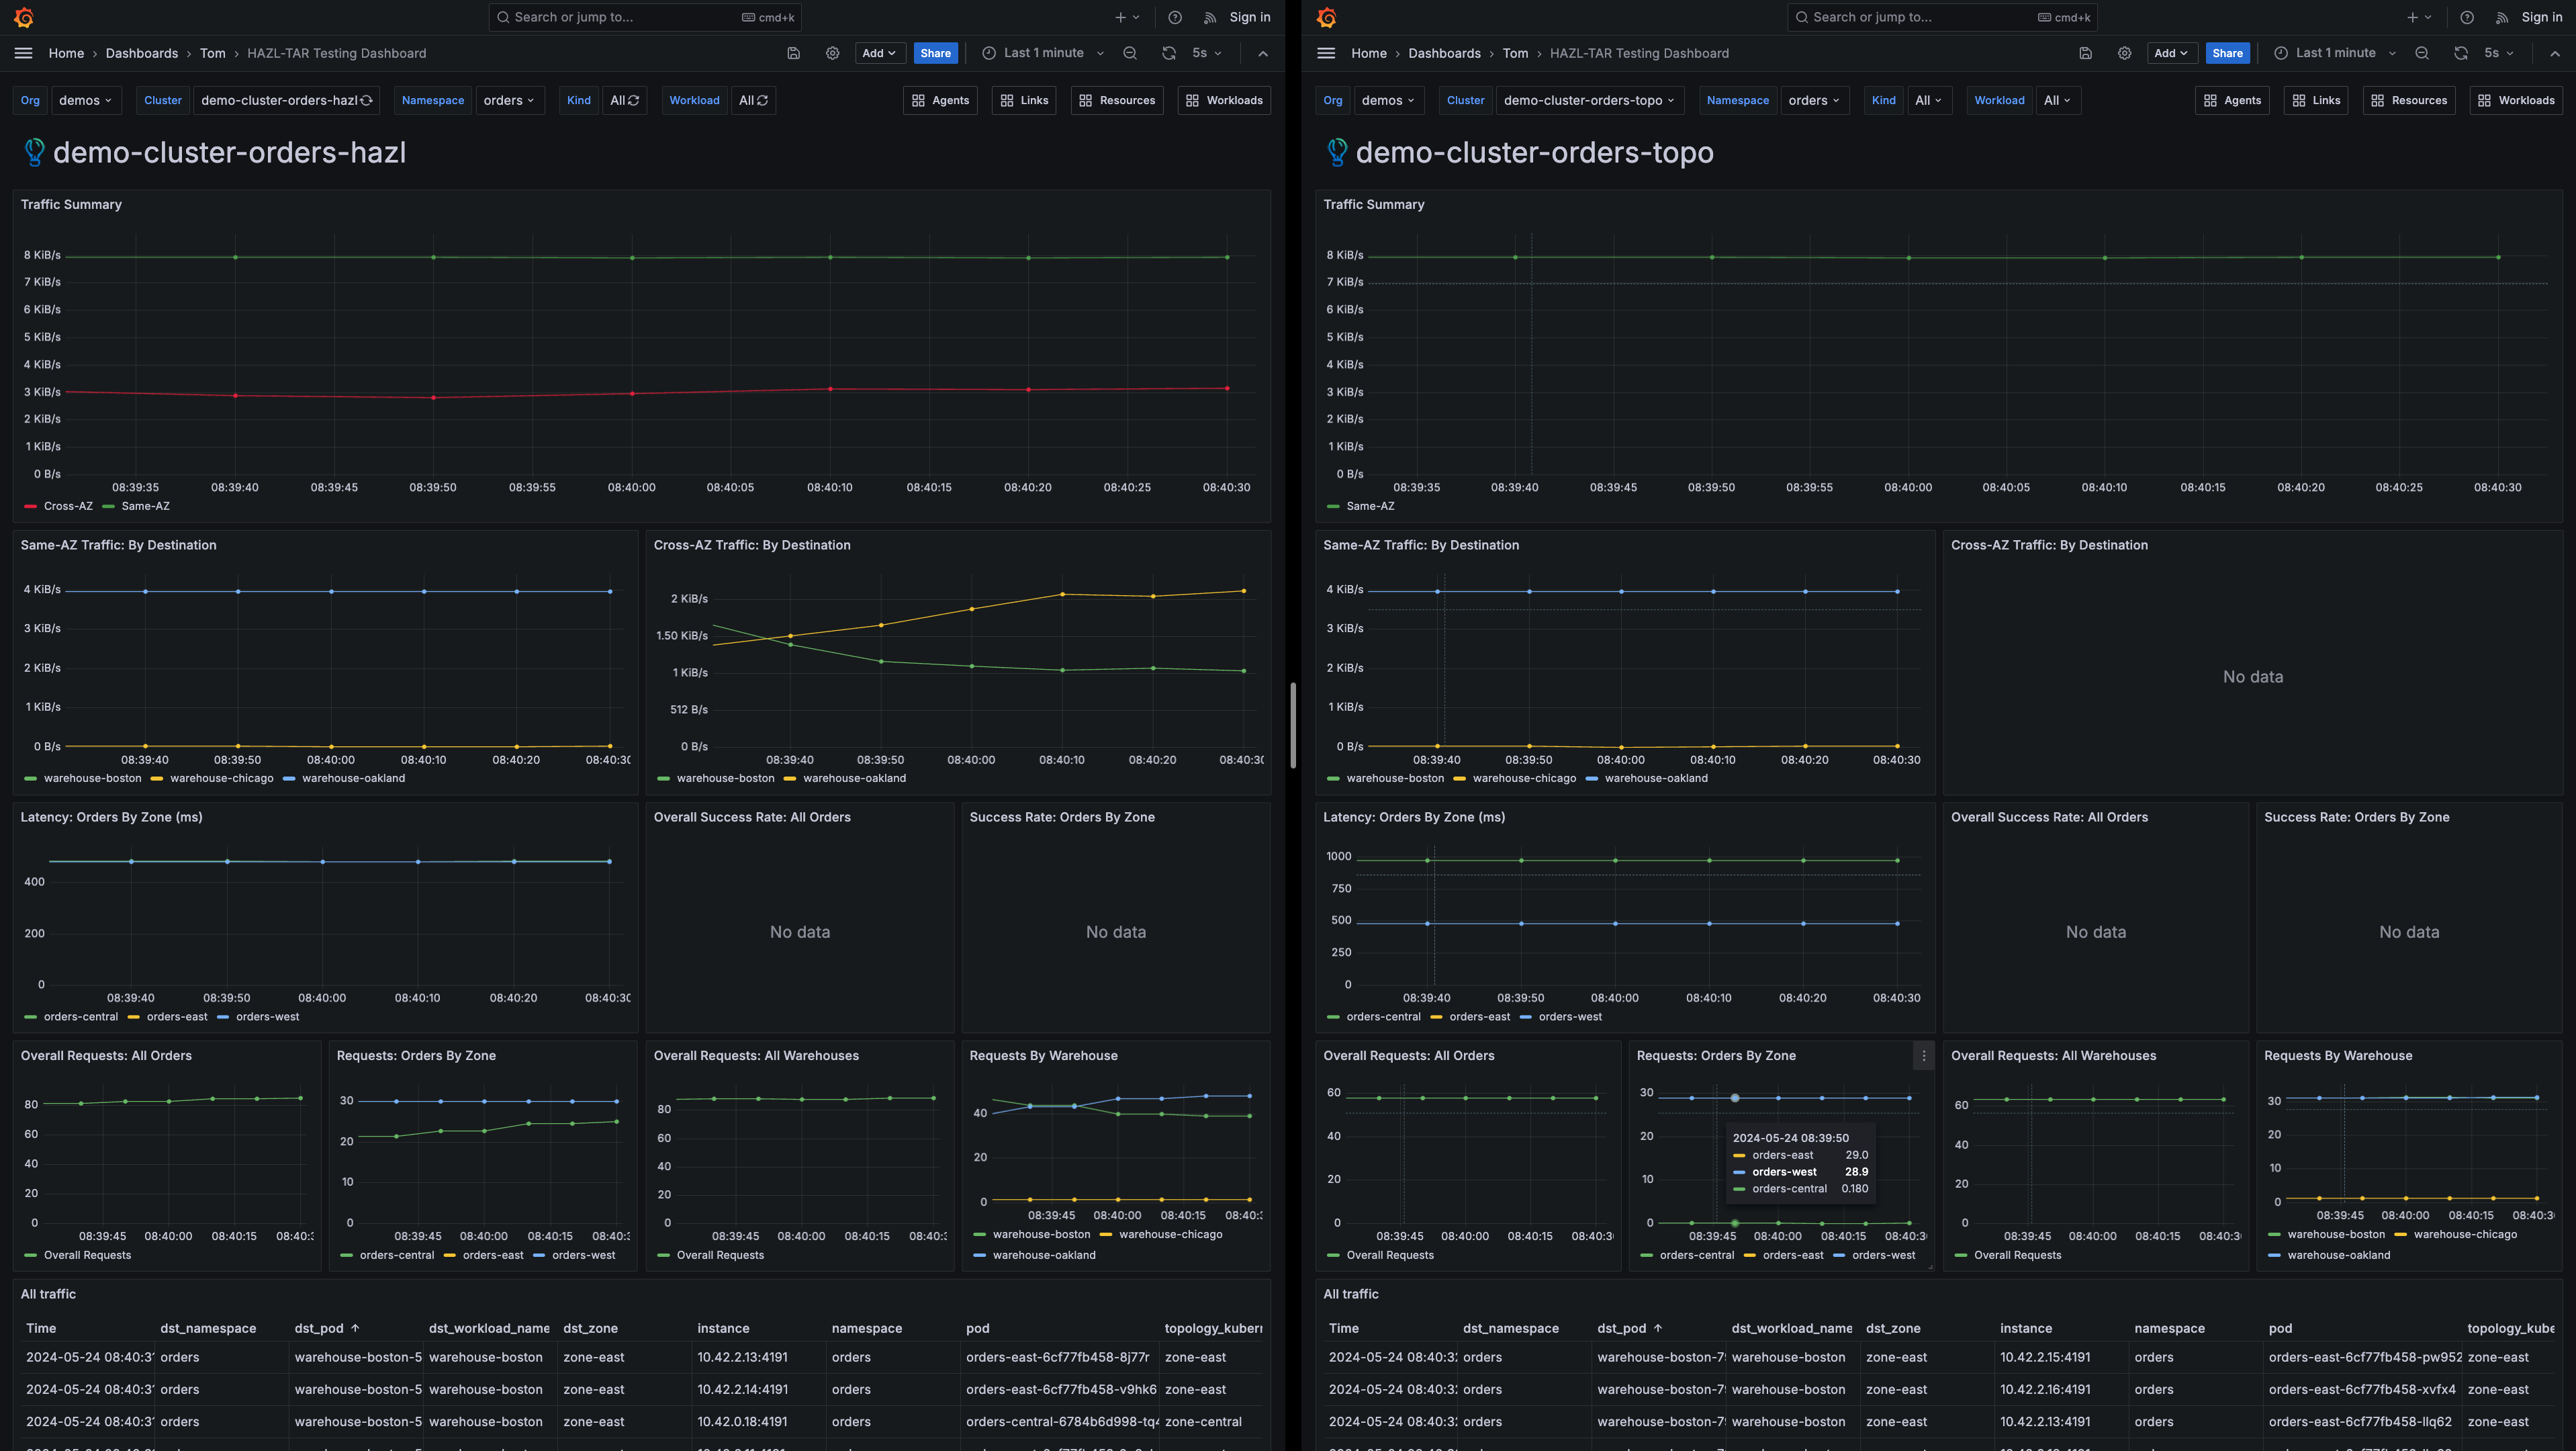 Search or jump to... cmd+k Sign in
Home › Dashboards › Tom › HAZL-TAR Testing Dashboard Add Share Last 1 minute 5s
Org demos Cluster demo-cluster-orders-hazl Namespace orders Kind All Workload All Agents Links Resources Workloads
demo-cluster-orders-hazl
Traffic Summary
8 KiB/s
7 KiB/s
6 KiB/s
5 KiB/s
4 KiB/s
3 KiB/s
2 KiB/s
1 KiB/s
0 B/s
08:39:35 08:39:40 08:39:45 08:39:50 08:39:55 08:40:00 08:40:05 08:40:10 08:40:15 08:40:20 08:40:25 08:40:30
Cross-AZ Same-AZ
Same-AZ Traffic: By Destination
4 KiB/s
3 KiB/s
2 KiB/s
1 KiB/s
0 B/s
08:39:40 08:39:50 08:40:00 08:40:10 08:40:20
warehouse-boston warehouse-chicago warehouse-oakland
Cross-AZ Traffic: By Destination
2 KiB/s
1.50 KiB/s
1 KiB/s
512 B/s
0 B/s
08:39:40 08:39:50 08:40:00 08:40:10 08:40:20
warehouse-boston warehouse-oakland
Latency: Orders By Zone (ms)
400
200
0
08:39:40 08:39:50 08:40:00 08:40:10 08:40:20
orders-central orders-east orders-west
Overall Success Rate: All Orders
No data
Success Rate: Orders By Zone
No data
Overall Requests: All Orders
80
60
40
20
0
08:39:45 08:40:00 08:40:15
Overall Requests
Requests: Orders By Zone
30
20
10
0
08:39:45 08:40:00 08:40:15
orders-central orders-east orders-west
Overall Requests: All Warehouses
80
60
40
20
0
08:39:45 08:40:00 08:40:15
Overall Requests
Requests By Warehouse
40
20
0
08:39:45 08:40:00 08:40:15
warehouse-boston warehouse-chicago
warehouse-oakland
All traffic
Time dst_namespace dst_pod dst_workload_name dst_zone instance namespace pod topology_kuber
2024-05-24 08:40:3 orders warehouse-boston-5 warehouse-boston zone-east 10.42.2.13:4191 orders orders-east-6cf77fb458-8j77r zone-east
2024-05-24 08:40:3 orders warehouse-boston-5 warehouse-boston zone-east 10.42.2.14:4191 orders orders-east-6cf77fb458-v9hk6 zone-east
2024-05-24 08:40:3 orders warehouse-boston-5 warehouse-boston zone-east 10.42.0.18:4191 orders orders-central-6784b6d998-tq4 zone-central
Search or jump to... cmd+k Sign in
Home › Dashboards › Tom › HAZL-TAR Testing Dashboard Add Share Last 1 minute 5s
Org demos Cluster demo-cluster-orders-topo Namespace orders Kind All Workload All Agents Links Resources Workloads
demo-cluster-orders-topo
Traffic Summary
8 KiB/s
7 KiB/s
6 KiB/s
5 KiB/s
4 KiB/s
3 KiB/s
2 KiB/s
1 KiB/s
0 B/s
08:39:35 08:39:40 08:39:45 08:39:50 08:39:55 08:40:00 08:40:05 08:40:10 08:40:15 08:40:20 08:40:25 08:40:30
Same-AZ
Same-AZ Traffic: By Destination
4 KiB/s
3 KiB/s
2 KiB/s
1 KiB/s
0 B/s
08:39:40 08:39:50 08:40:00 08:40:10 08:40:20 08:40:30
warehouse-boston warehouse-chicago warehouse-oakland
Cross-AZ Traffic: By Destination
No data
Latency: Orders By Zone (ms)
1000
750
500
250
0
08:39:40 08:39:50 08:40:00 08:40:10 08:40:20 08:40:30
orders-central orders-east orders-west
Overall Success Rate: All Orders
No data
Success Rate: Orders By Zone
No data
Overall Requests: All Orders
60
40
20
0
08:39:45 08:40:00 08:40:15
Overall Requests
Requests: Orders By Zone
30
20
10
0
2024-05-24 08:39:50
orders-east 29.0
orders-west 28.9
orders-central 0.180
08:39:45 08:40:00 08:40:15
orders-central orders-east orders-west
Overall Requests: All Warehouses
60
40
20
0
08:39:45 08:40:00 08:40:15
Overall Requests
Requests By Warehouse
30
20
10
0
08:39:45 08:40:00 08:40:15
warehouse-boston warehouse-chicago
warehouse-oakland
All traffic
Time dst_namespace dst_pod dst_workload_name dst_zone instance namespace pod topology_kube
2024-05-24 08:40:3 orders warehouse-boston-7 warehouse-boston zone-east 10.42.2.15:4191 orders orders-east-6cf77fb458-pw952 zone-east
2024-05-24 08:40:3 orders warehouse-boston-7 warehouse-boston zone-east 10.42.2.16:4191 orders orders-east-6cf77fb458-xvfx4 zone-east
2024-05-24 08:40:3 orders warehouse-boston-7 warehouse-boston zone-east 10.42.2.13:4191 orders orders-east-6cf77fb458-llq62 zone-east